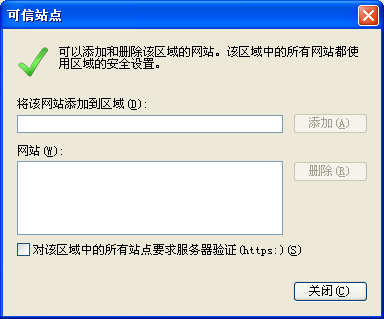 可信站点
可以添加和删除该区域的网站。该区域中的所有网站都使
用区域的安全设置。
将该网站添加到区域(D):
添加(A)
网站(W):
删除(R)
对该区域中的所有站点要求服务器验证(https:)(S)
关闭(C)